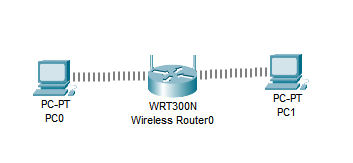 PC-PT
PC0
WRT300N
Wireless Router0
PC-PT
PC1